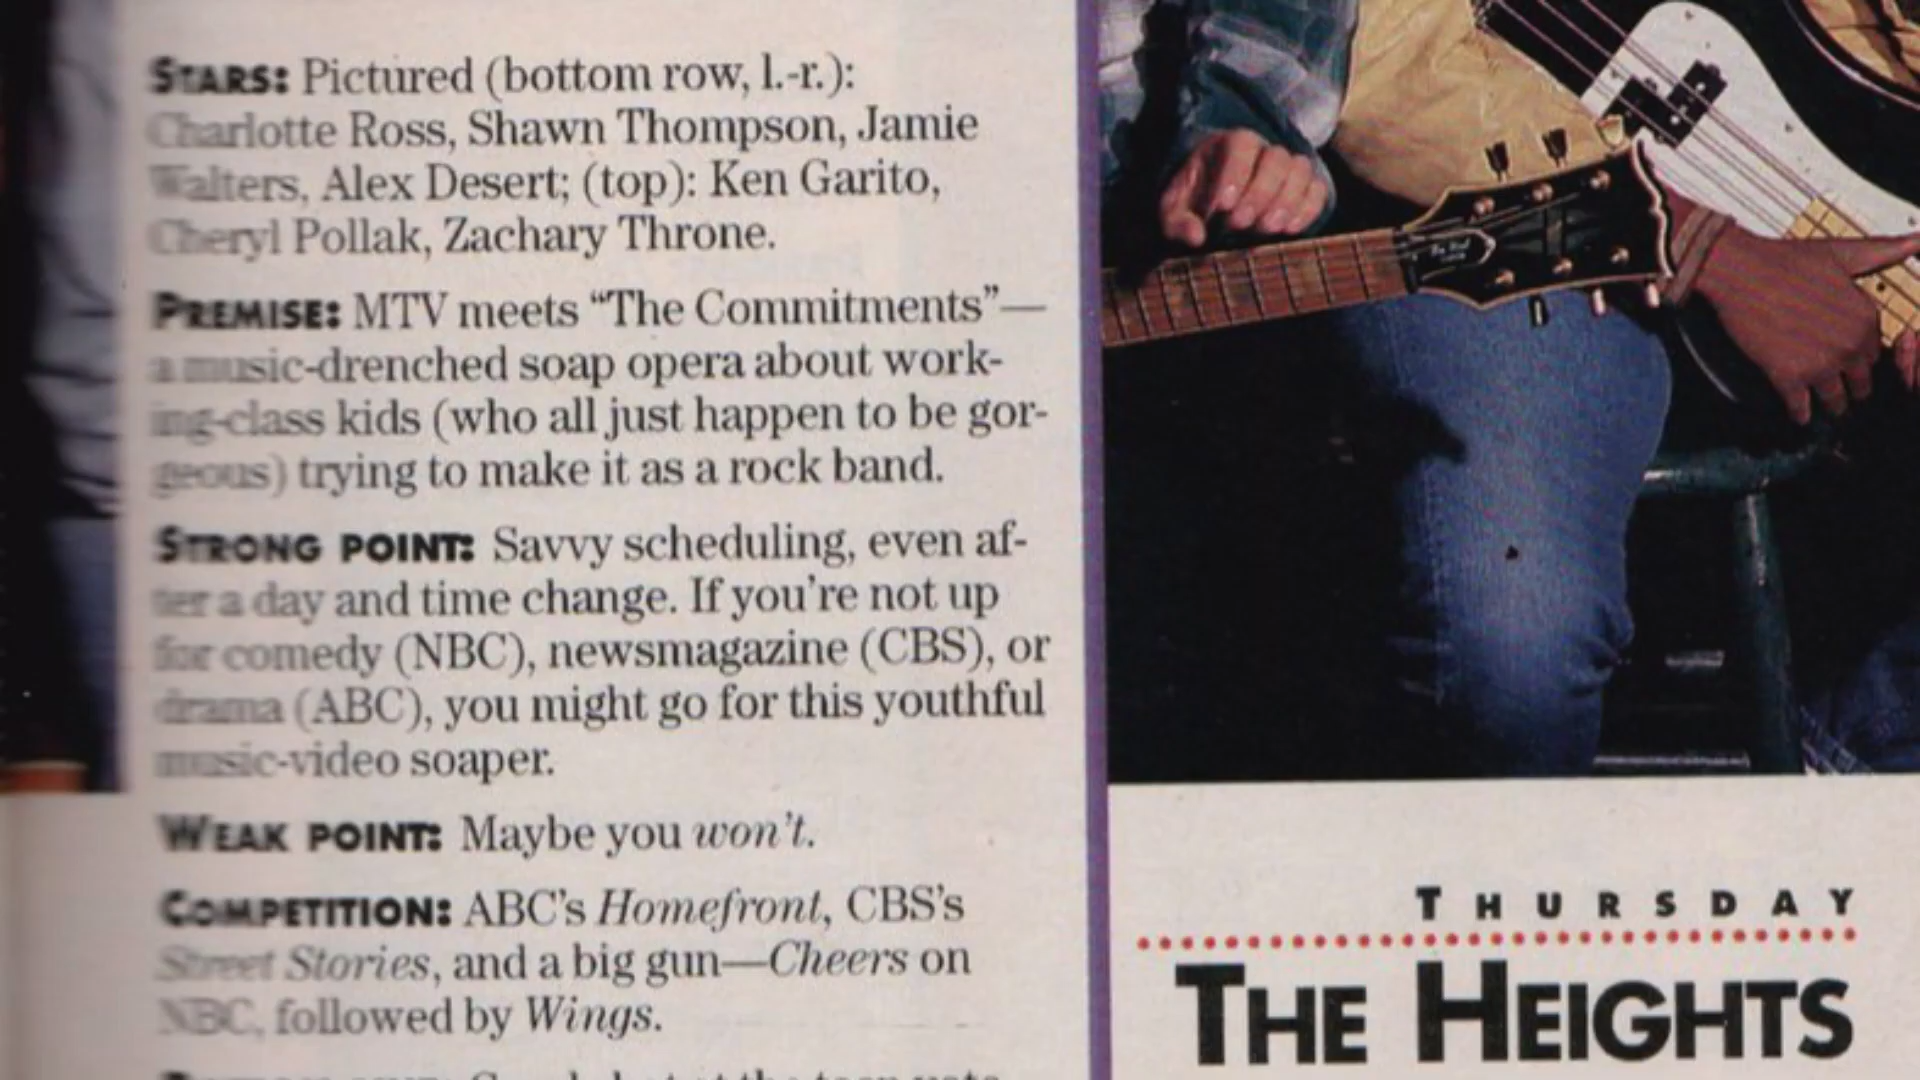 STARS: Pictured (bottom row, l.-r.):
Charlotte Ross, Shawn Thompson, Jamie
Walters, Alex Desert; (top): Ken Garito,
Cheryl Pollak, Zachary Throne.
PREMISE: MTV meets “The Commitments”—
a music-drenched soap opera about work-
ing-class kids (who all just happen to be gor-
geous) trying to make it as a rock band.
STRONG POINT: Savvy scheduling, even af-
ter a day and time change. If you’re not up
for comedy (NBC), newsmagazine (CBS), or
drama (ABC), you might go for this youthful
music-video soaper.
WEAK POINT: Maybe you won’t.
COMPETITION: ABC’s Homefront, CBS’s
Street Stories, and a big gun—Cheers on
NBC, followed by Wings.
THURSDAY
THE HEIGHTS